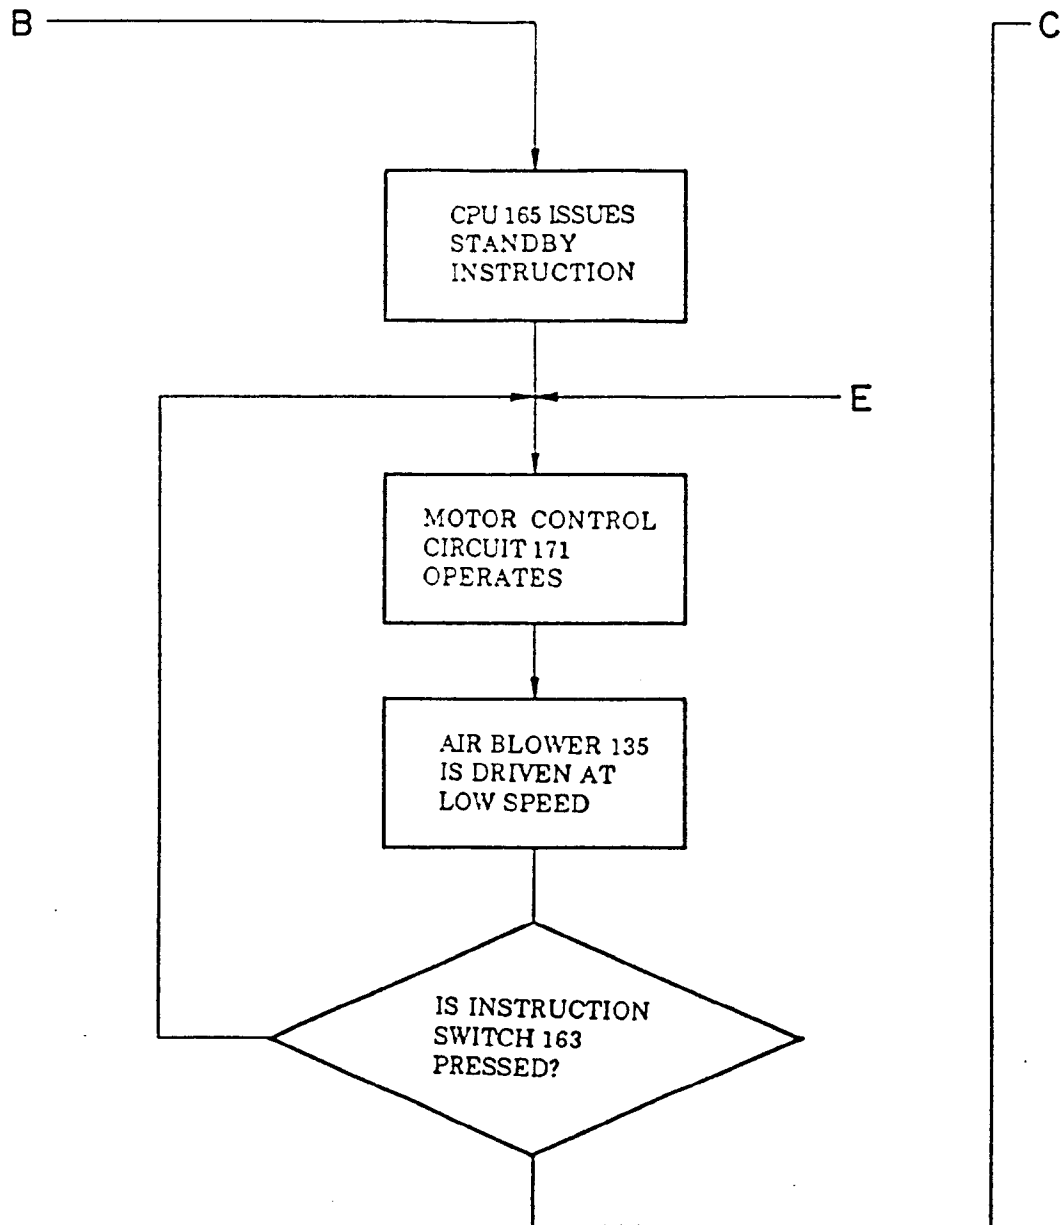 B
C
CPU 165 ISSUES
STANDBY
INSTRUCTION
E
MOTOR CONTROL
CIRCUIT 171
OPERATES
AIR BLOWER 135
IS DRIVEN AT
LOW SPEED
IS INSTRUCTION
SWITCH 163
PRESSED?